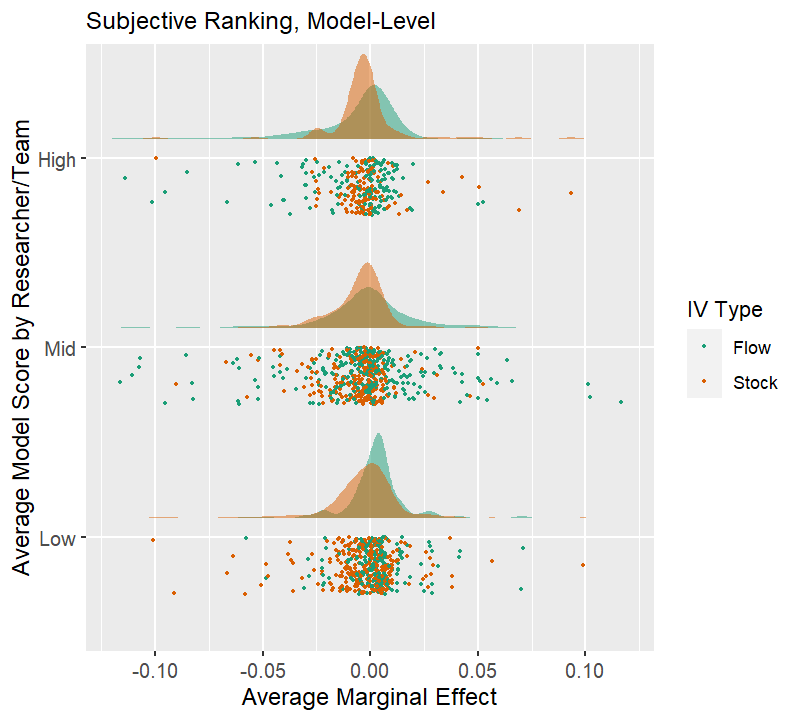 Subjective Ranking, Model-Level
Average Model Score by Researcher/Team
High
Mid
Low
-0.10
-0.05
0.00
0.05
0.10
Average Marginal Effect
IV Type
Flow
Stock